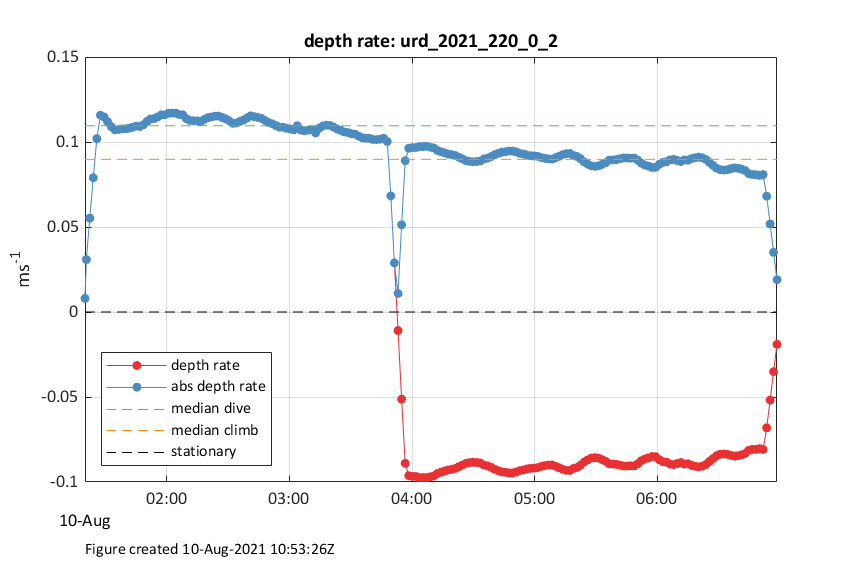 depth rate: urd_2021_220_0_2
0.15
0.1
0.05
0
-0.05
-0.1
ms⁻¹
depth rate
abs depth rate
median dive
median climb
stationary
02:00 03:00 04:00 05:00 06:00
10-Aug
Figure created 10-Aug-2021 10:53:26Z